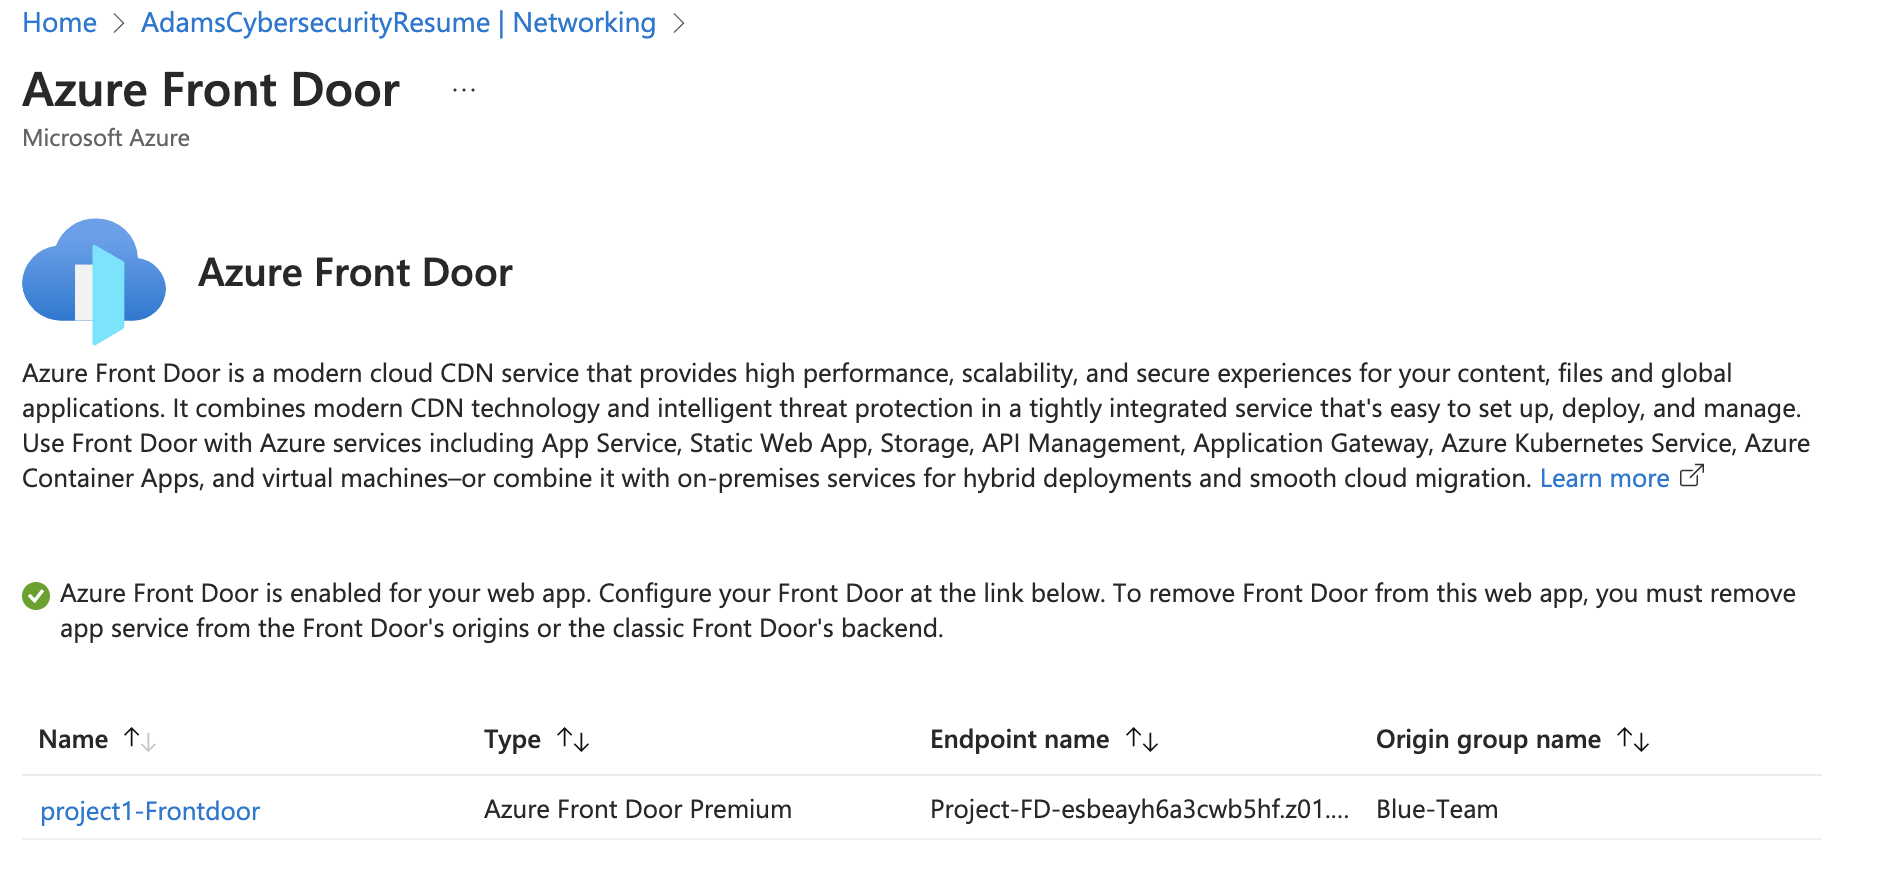 Home > AdamsCybersecurityResume | Networking >
Azure Front Door ...
Microsoft Azure
Azure Front Door
Azure Front Door is a modern cloud CDN service that provides high performance, scalability, and secure experiences for your content, files and global
applications. It combines modern CDN technology and intelligent threat protection in a tightly integrated service that's easy to set up, deploy, and manage.
Use Front Door with Azure services including App Service, Static Web App, Storage, API Management, Application Gateway, Azure Kubernetes Service, Azure
Container Apps, and virtual machines–or combine it with on-premises services for hybrid deployments and smooth cloud migration. Learn more
Azure Front Door is enabled for your web app. Configure your Front Door at the link below. To remove Front Door from this web app, you must remove
app service from the Front Door's origins or the classic Front Door's backend.
Name ↑↓ Type ↑↓ Endpoint name ↑↓ Origin group name ↑↓
project1-Frontdoor Azure Front Door Premium Project-FD-esbeayh6a3cwb5hf.z01.... Blue-Team